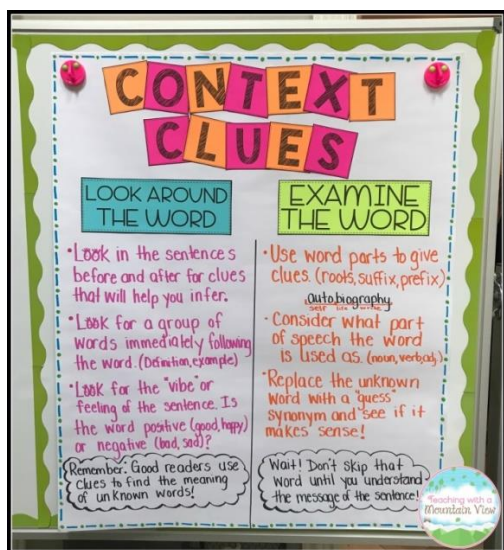 CONTEXT
CLUES
LOOK AROUND
THE WORD
• Look in the sentences
before and after for clues
that will help you infer.
• Look for a group of
words immediately following
the word. (Definition, example)
• Look for the "vibe" or
feeling of the sentence. Is
the word positive (good, happy)
or negative (bad, sad)?
Remember: Good readers use
clues to find the meaning
of unknown words!
EXAMINE
THE WORD
• Use word parts to give
clues. (roots, suffix, prefix)
autobiography
self life write
• Consider what part
of speech the word
is used as. (noun, verb, adj.)
• Replace the unknown
word with a "guess"
synonym and see if it
makes sense!
Wait! Don't skip that
word until you understand
the message of the sentence!
Teaching with a
Mountain View